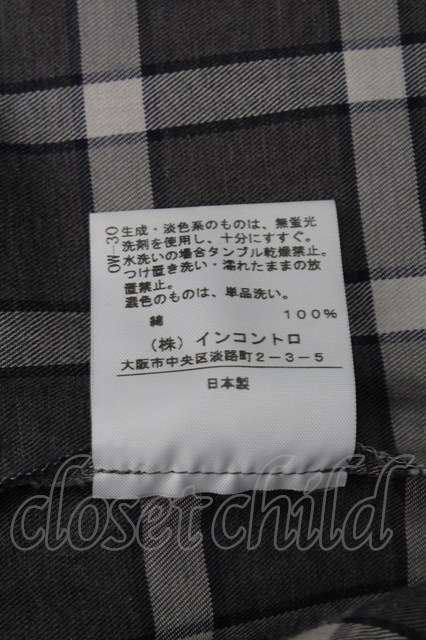 OW-30
生成・淡色系のものは、無蛍光
洗剤を使用し、十分にすすぐ。
水洗いの場合タンブル乾燥禁止。
つけ置き洗い・濡れたままの放
置禁止。
濃色のものは、単品洗い。
綿 100%
(株) インコントロ
大阪市中央区淡路町2-3-5
日本製
closet child